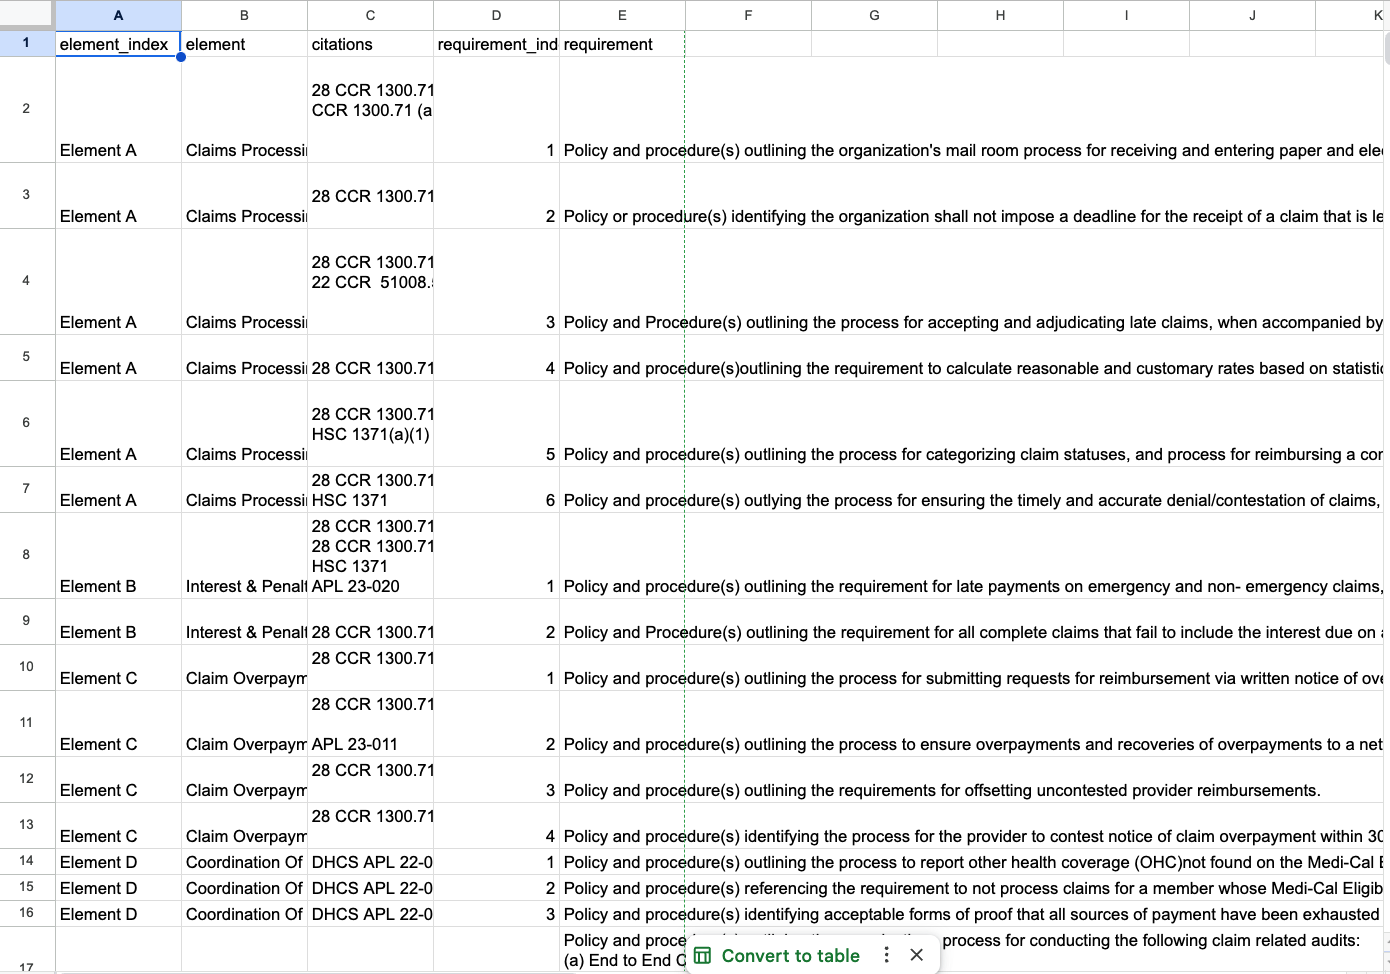 A B C D E F G H I J K
1 element_index element citations requirement_ind requirement
28 CCR 1300.71
CCR 1300.71 (a
2 Element A Claims Processi 1 Policy and procedure(s) outlining the organization's mail room process for receiving and entering paper and ele
28 CCR 1300.71
3 Element A Claims Processi 2 Policy or procedure(s) identifying the organization shall not impose a deadline for the receipt of a claim that is le
28 CCR 1300.71
22 CCR  51008.
4 Element A Claims Processi 3 Policy and Procedure(s) outlining the process for accepting and adjudicating late claims, when accompanied by
5 Element A Claims Processi 28 CCR 1300.71 4 Policy and procedure(s)outlining the requirement to calculate reasonable and customary rates based on statisti
28 CCR 1300.71
HSC 1371(a)(1)
6 Element A Claims Processi 5 Policy and procedure(s) outlining the process for categorizing claim statuses, and process for reimbursing a cor
28 CCR 1300.71
7 Element A Claims Processi HSC 1371 6 Policy and procedure(s) outlying the process for ensuring the timely and accurate denial/contestation of claims,
28 CCR 1300.71
28 CCR 1300.71
HSC 1371
8 Element B Interest & Penalt APL 23-020 1 Policy and procedure(s) outlining the requirement for late payments on emergency and non- emergency claims,
9 Element B Interest & Penalt 28 CCR 1300.71 2 Policy and Procedure(s) outlining the requirement for all complete claims that fail to include the interest due on
28 CCR 1300.71
10 Element C Claim Overpaym 1 Policy and procedure(s) outlining the process for submitting requests for reimbursement via written notice of ove
28 CCR 1300.71
11 Element C Claim Overpaym APL 23-011 2 Policy and procedure(s) outlining the process to ensure overpayments and recoveries of overpayments to a net
28 CCR 1300.71
12 Element C Claim Overpaym 3 Policy and procedure(s) outlining the requirements for offsetting uncontested provider reimbursements.
28 CCR 1300.71
13 Element C Claim Overpaym 4 Policy and procedure(s) identifying the process for the provider to contest notice of claim overpayment within 30
14 Element D Coordination Of DHCS APL 22-0 1 Policy and procedure(s) outlining the process to report other health coverage (OHC)not found on the Medi-Cal E
15 Element D Coordination Of DHCS APL 22-0 2 Policy and procedure(s) referencing the requirement to not process claims for a member whose Medi-Cal Eligib
16 Element D Coordination Of DHCS APL 22-0 3 Policy and procedure(s) identifying acceptable forms of proof that all sources of payment have been exhausted
Policy and proce process for conducting the following claim related audits:
17 (a) End to End C
Convert to table